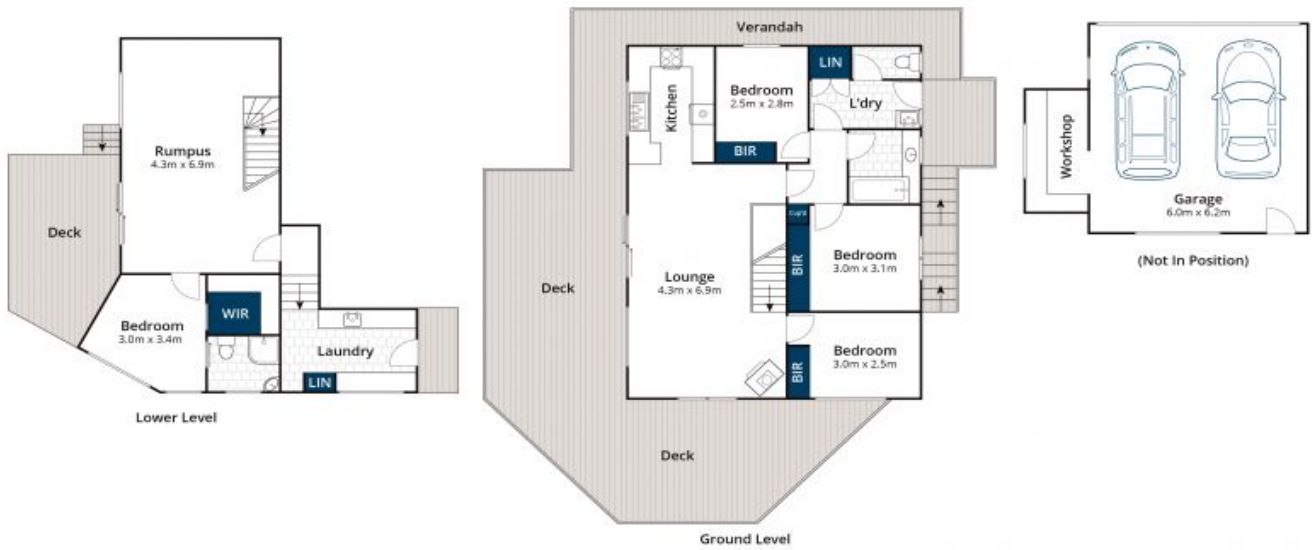 Rumpus
4.3m x 6.9m
Deck
Bedroom
3.0m x 3.4m
WIR
Laundry
LIN
Lower Level
Verandah
Kitchen
Bedroom
2.5m x 2.8m
BIR
LIN
L'dry
Cup'd
BIR
Bedroom
3.0m x 3.1m
Lounge
4.3m x 6.9m
Deck
BIR
Bedroom
3.0m x 2.5m
Deck
Ground Level
Workshop
Garage
6.0m x 6.2m
(Not In Position)